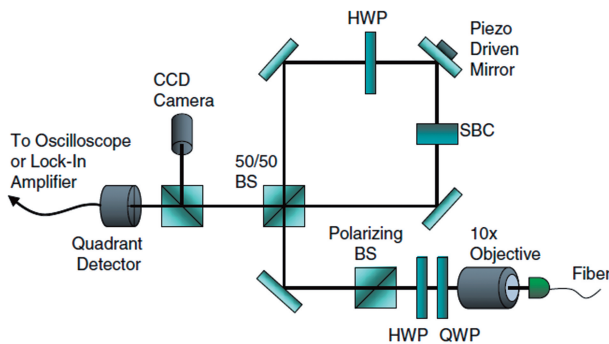 HWP
Piezo
Driven
Mirror
CCD
Camera
SBC
To Oscilloscope
or Lock-In
Amplifier
50/50
BS
Quadrant
Detector
Polarizing
BS
10x
Objective
Fiber
HWP
QWP